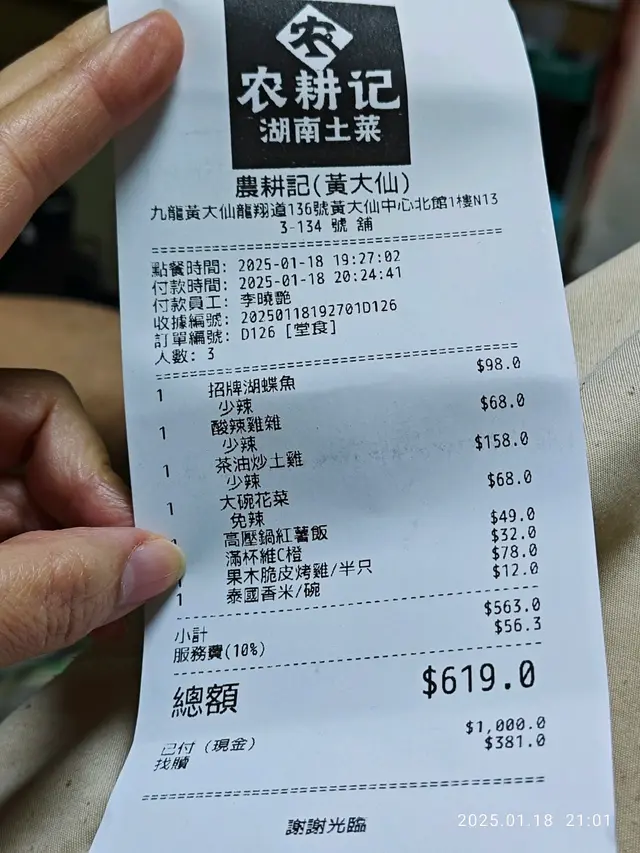 农
农耕记
湖南土菜
農耕記(黃大仙)
九龍黃大仙龍翔道136號黃大仙中心北館1樓N13
3-134 號 舖
點餐時間: 2025-01-18 19:27:02
付款時間: 2025-01-18 20:24:41
付款員工: 李曉艷
收據編號: 20250118192701D126
訂單編號: D126 [堂食]
人數: 3
1 招牌湖蝶魚 $98.0
少辣
1 酸辣雞雜 $68.0
少辣
1 茶油炒土雞 $158.0
少辣
1 大碗花菜 $68.0
免辣
高壓鍋紅薯飯 $49.0
滿杯維C橙 $32.0
果木脆皮烤雞/半只 $78.0
1 泰國香米/碗 $12.0
小計 $563.0
服務費(10%) $56.3
總額 $619.0
已付 (現金) $1,000.0
找贖 $381.0
謝謝光臨
2025.01.18 21:01